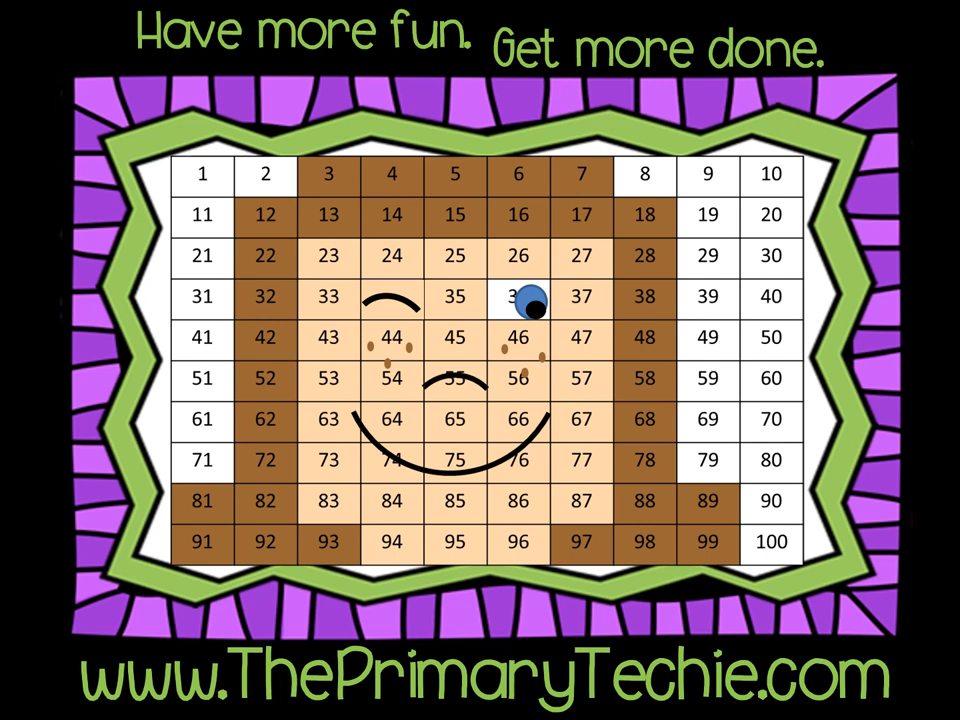 Have more fun. Get more done.
1 2 3 4 5 6 7 8 9 10
11 12 13 14 15 16 17 18 19 20
21 22 23 24 25 26 27 28 29 30
31 32 33 35 37 38 39 40
41 42 43 44 45 46 47 48 49 50
51 52 53 54 55 56 57 58 59 60
61 62 63 64 65 66 67 68 69 70
71 72 73 74 75 76 77 78 79 80
81 82 83 84 85 86 87 88 89 90
91 92 93 94 95 96 97 98 99 100
www.ThePrimaryTechie.com